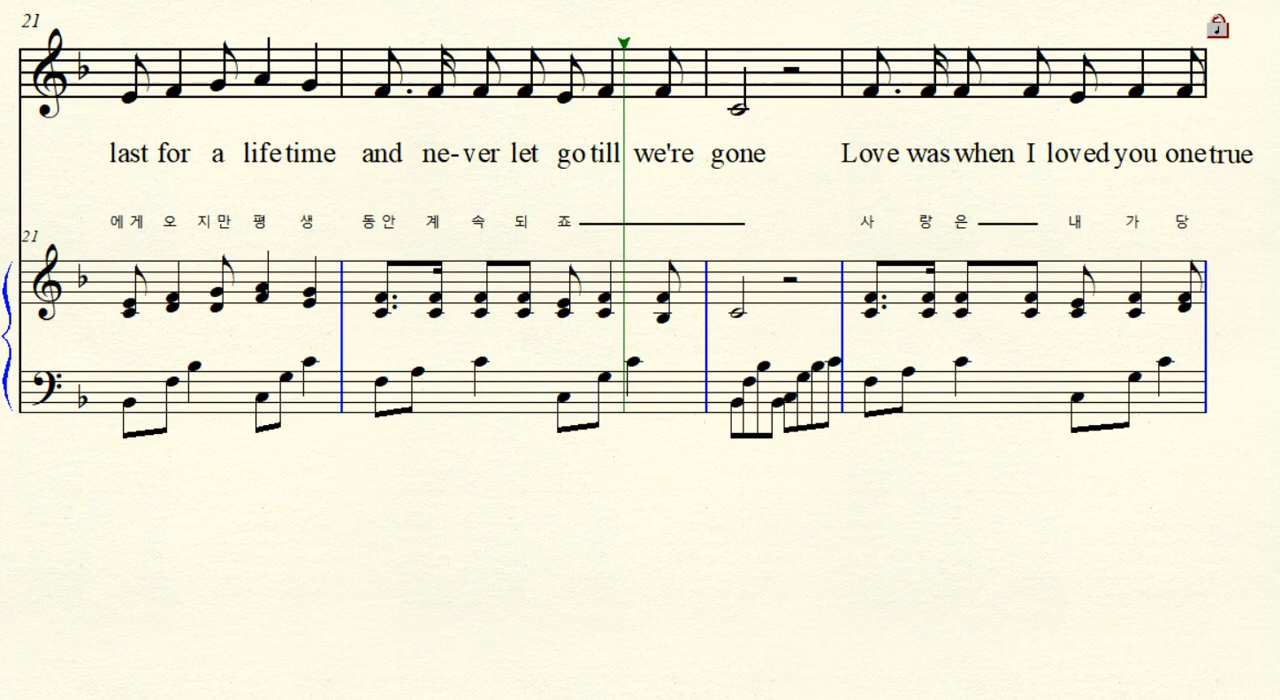 21
last for a life time and ne- ver let go till we're gone Love was when I loved you one true
에게 오 지만 평 생 동안 계 속 되 죠 사 랑 은 내 가 당
21